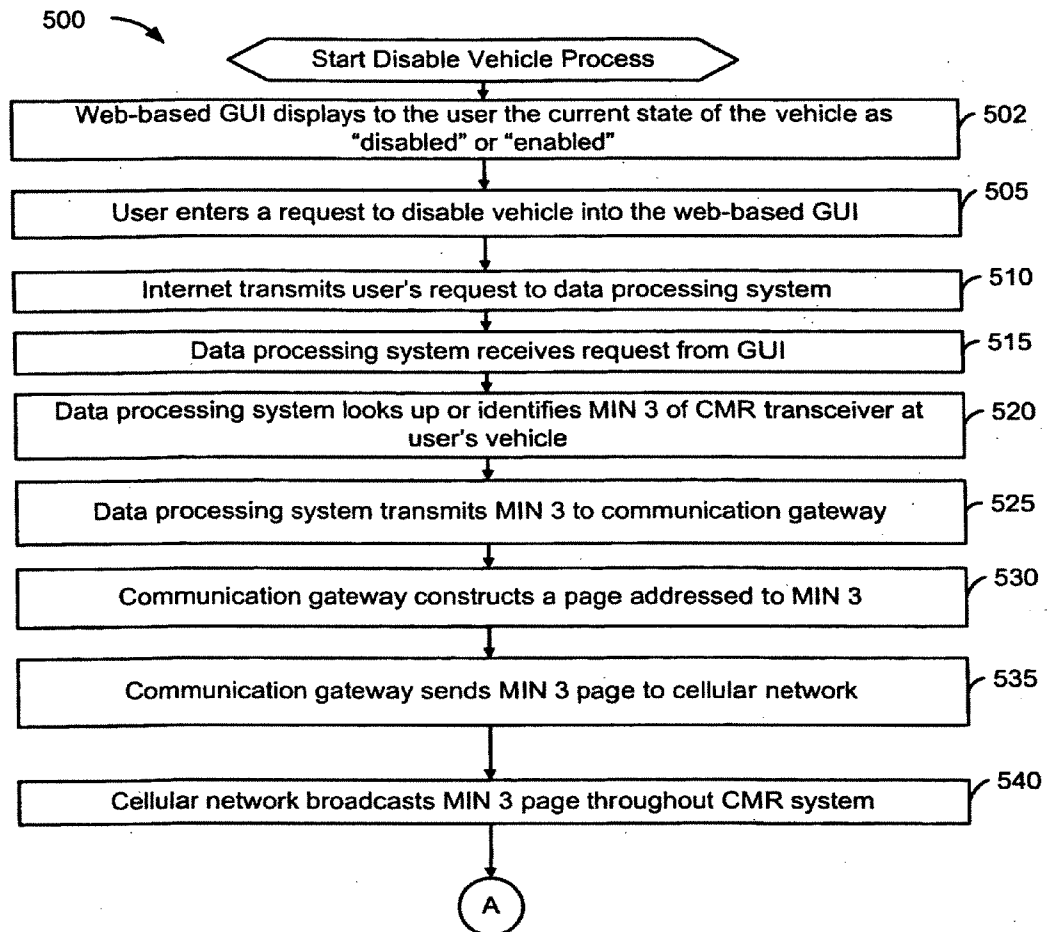 500
Start Disable Vehicle Process
Web-based GUI displays to the user the current state of the vehicle as
“disabled” or “enabled”
502
User enters a request to disable vehicle into the web-based GUI
505
Internet transmits user's request to data processing system
510
Data processing system receives request from GUI
515
Data processing system looks up or identifies MIN 3 of CMR transceiver at
user's vehicle
520
Data processing system transmits MIN 3 to communication gateway
525
Communication gateway constructs a page addressed to MIN 3
530
Communication gateway sends MIN 3 page to cellular network
535
Cellular network broadcasts MIN 3 page throughout CMR system
540
A